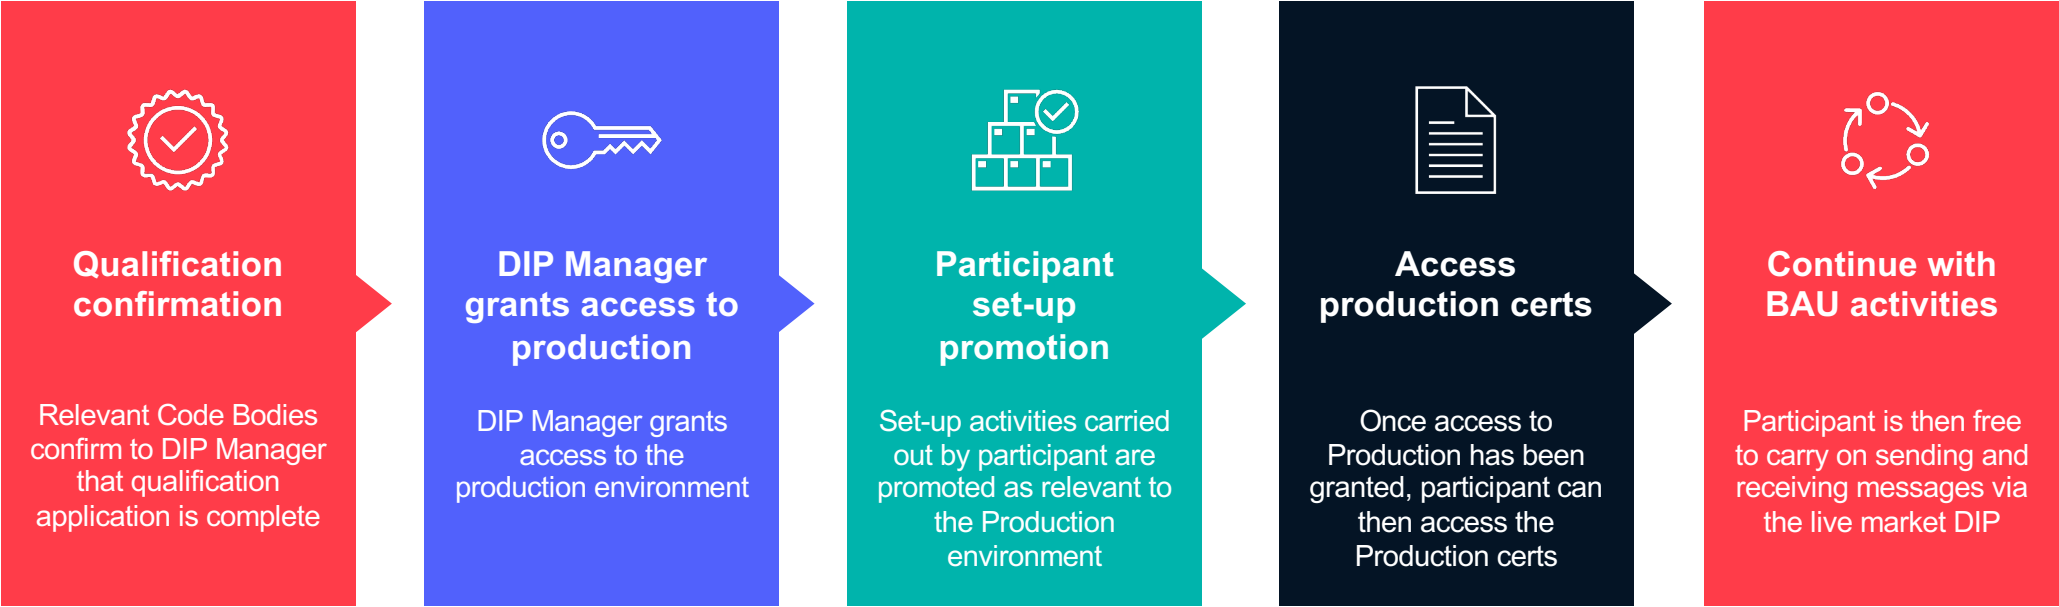 Qualification
confirmation
Relevant Code Bodies
confirm to DIP Manager
that qualification
application is complete
DIP Manager
grants access to
production
DIP Manager grants
access to the
production environment
Participant
set-up
promotion
Set-up activities carried
out by participant are
promoted as relevant to
the Production
environment
Access
production certs
Once access to
Production has been
granted, participant can
then access the
Production certs
Continue with
BAU activities
Participant is then free
to carry on sending and
receiving messages via
the live market DIP